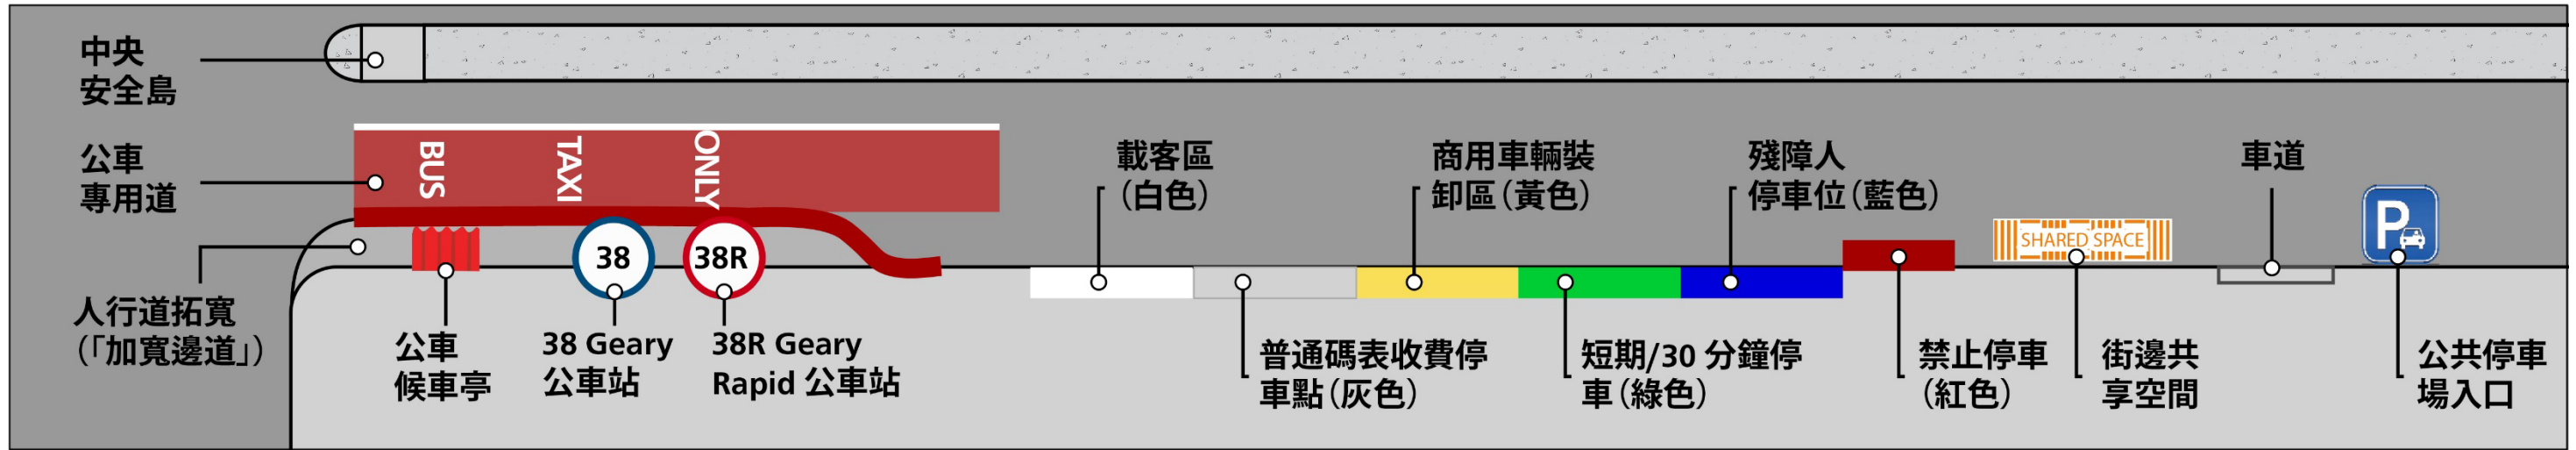 中央
安全島
公車
專用道
人行道拓寬
(「加寬邊道」)
BUS
TAXI
ONLY
公車
候車亭
38
38 Geary
公車站
38R
38R Geary
Rapid 公車站
載客區
(白色)
普通碼表收費停
車點(灰色)
商用車輛裝
卸區(黃色)
短期/30 分鐘停
車(綠色)
殘障人
停車位(藍色)
禁止停車
(紅色)
SHARED SPACE
街邊共
享空間
車道
P
公共停車
場入口